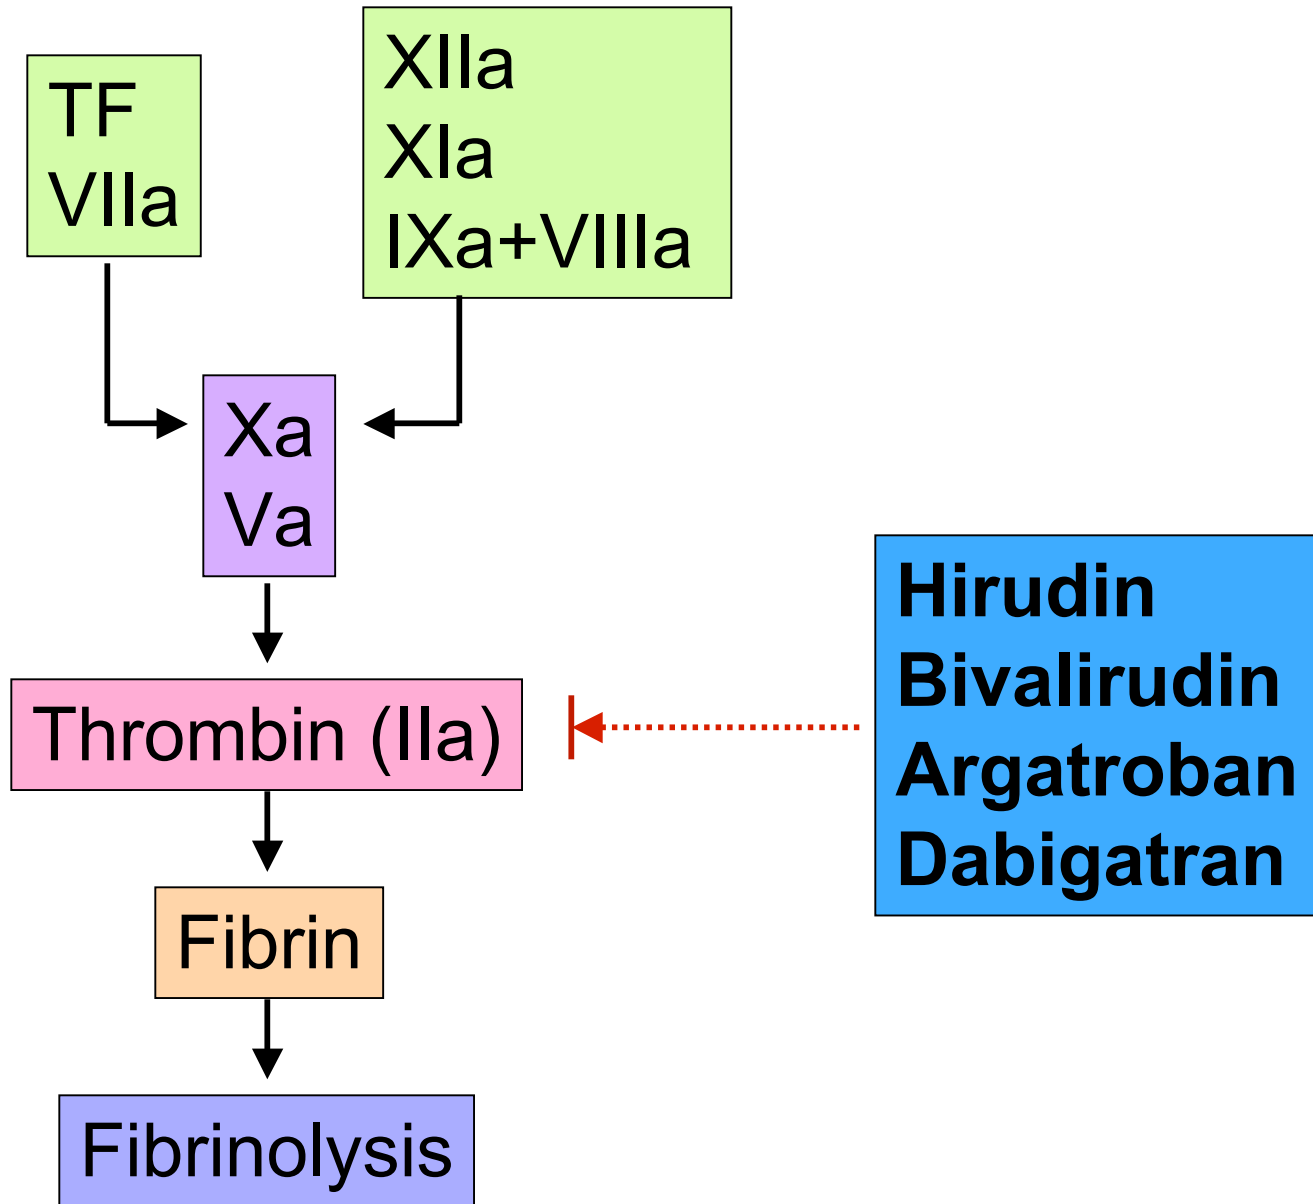 TF
VIIa
XIIa
XIa
IXa+VIIIa
Xa
Va
Thrombin (IIa)
Hirudin
Bivalirudin
Argatroban
Dabigatran
Fibrin
Fibrinolysis